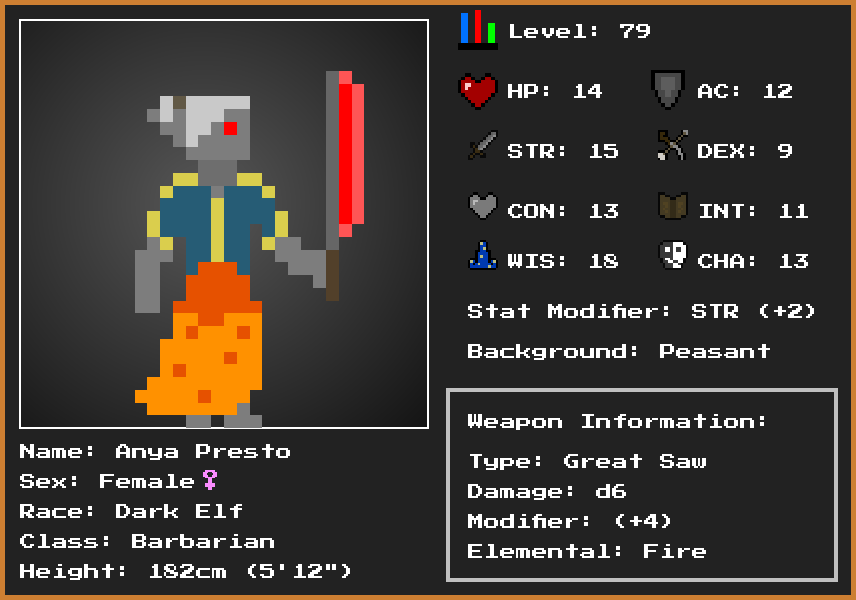 Level: 79
HP: 14
AC: 12
STR: 15
DEX: 9
CON: 13
INT: 11
WIS: 18
CHA: 13
Stat Modifier: STR (+2)
Background: Peasant
Weapon Information:
Type: Great Saw
Damage: d6
Modifier: (+4)
Elemental: Fire
Name: Anya Presto
Sex: Female♀
Race: Dark Elf
Class: Barbarian
Height: 182cm (5'12")